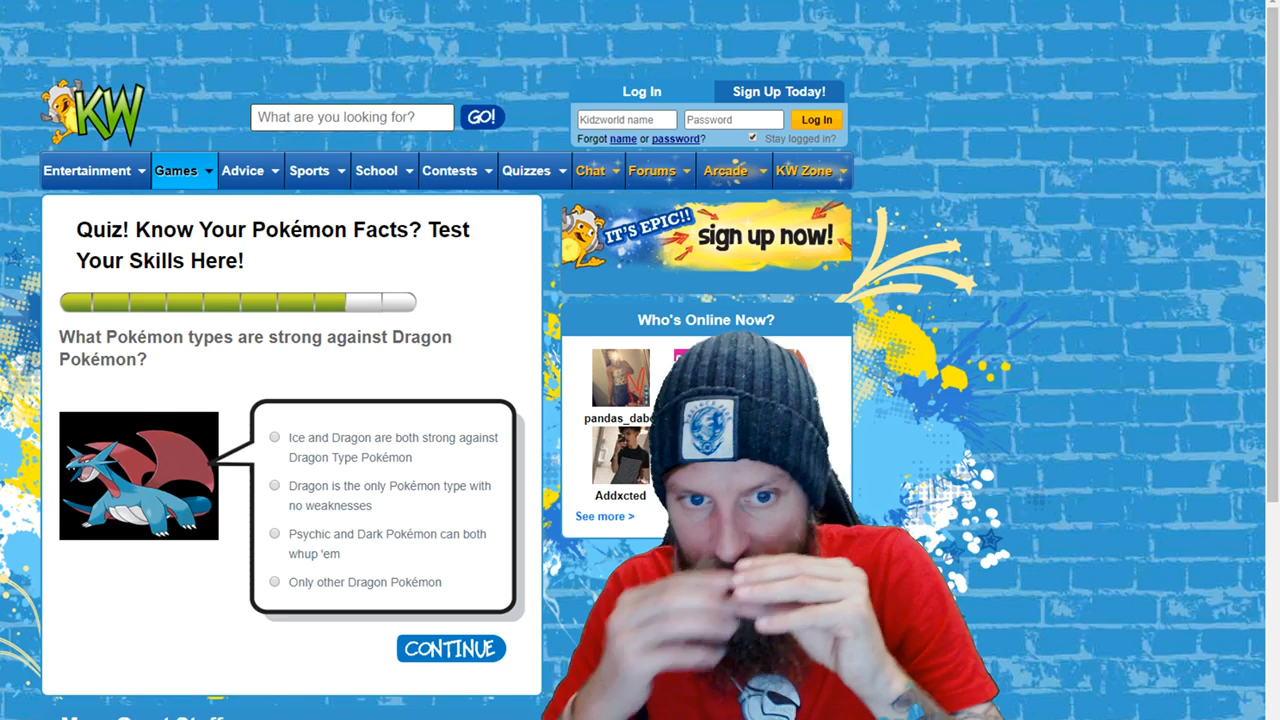 KW
What are you looking for?
GO!
Log In
Sign Up Today!
Kidzworld name
Password
Log In
Forgot name or password?
Stay logged in?
Entertainment
Games
Advice
Sports
School
Contests
Quizzes
Chat
Forums
Arcade
KW Zone
Quiz! Know Your Pokémon Facts? Test
Your Skills Here!
IT'S EPIC!!
sign up now!
What Pokémon types are strong against Dragon
Pokémon?
Ice and Dragon are both strong against
Dragon Type Pokémon
Dragon is the only Pokémon type with
no weaknesses
Psychic and Dark Pokémon can both
whup 'em
Only other Dragon Pokémon
CONTINUE
Who's Online Now?
Addxcted
See more >